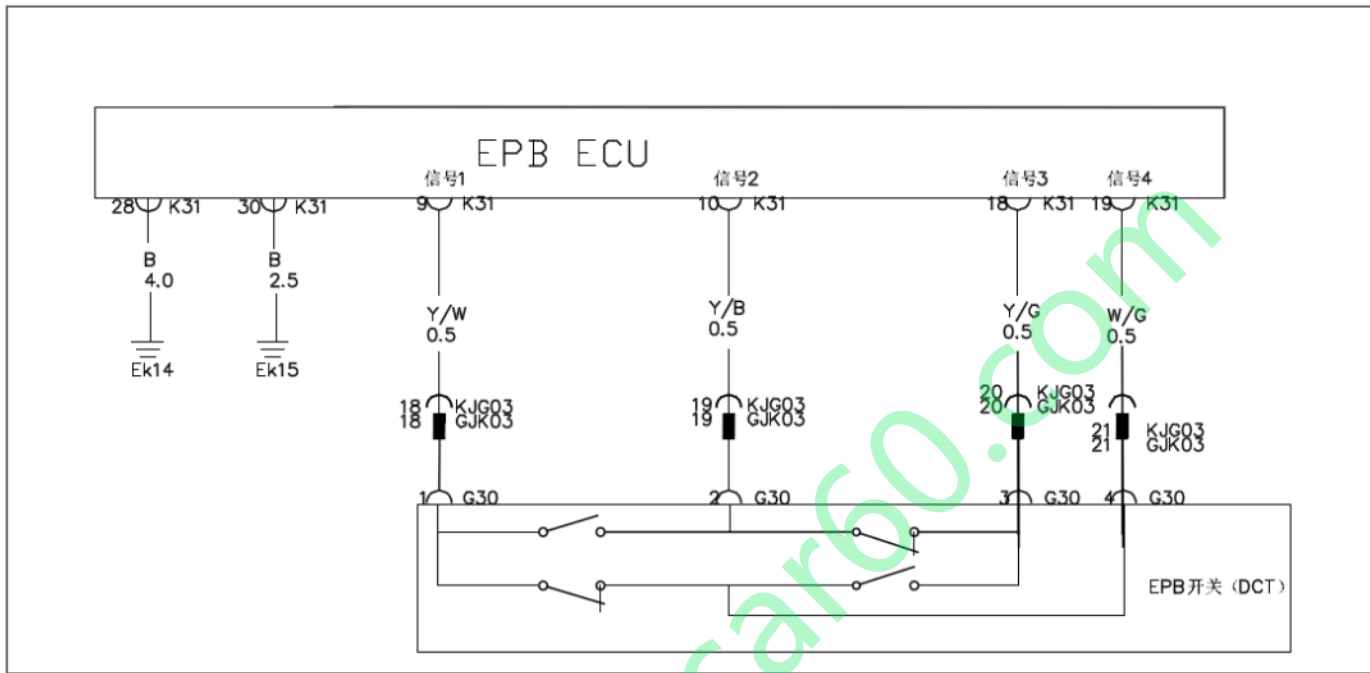 EPB ECU
信号1
信号2
信号3
信号4
28 K31
30 K31
9 K31
10 K31
18 K31
19 K31
B
4.0
B
2.5
Y/W
0.5
Y/B
0.5
Y/G
0.5
W/G
0.5
Ek14
Ek15
18 KJG03
18 GJK03
19 KJG03
19 GJK03
20 KJG03
20 GJK03
21 KJG03
21 GJK03
1 G30
2 G30
3 G30
4 G30
EPB开关（DCT）
car60.com